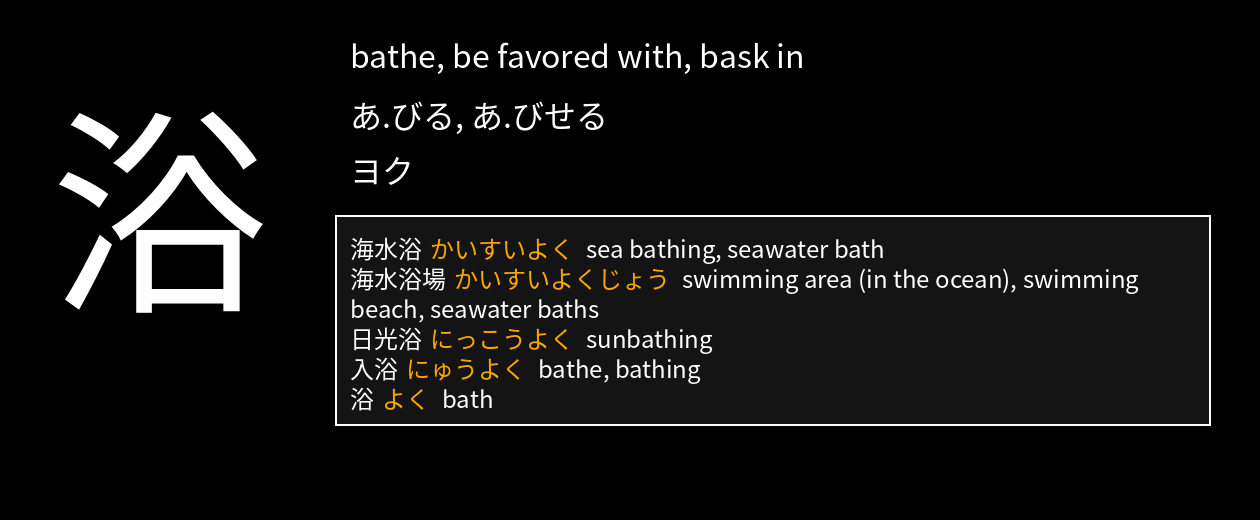 浴
bathe, be favored with, bask in
あ.びる, あ.びせる
ヨク
海水浴 かいすいよく sea bathing, seawater bath
海水浴場 かいすいよくじょう swimming area (in the ocean), swimming
beach, seawater baths
日光浴 にっこうよく sunbathing
入浴 にゅうよく bathe, bathing
浴 よく bath